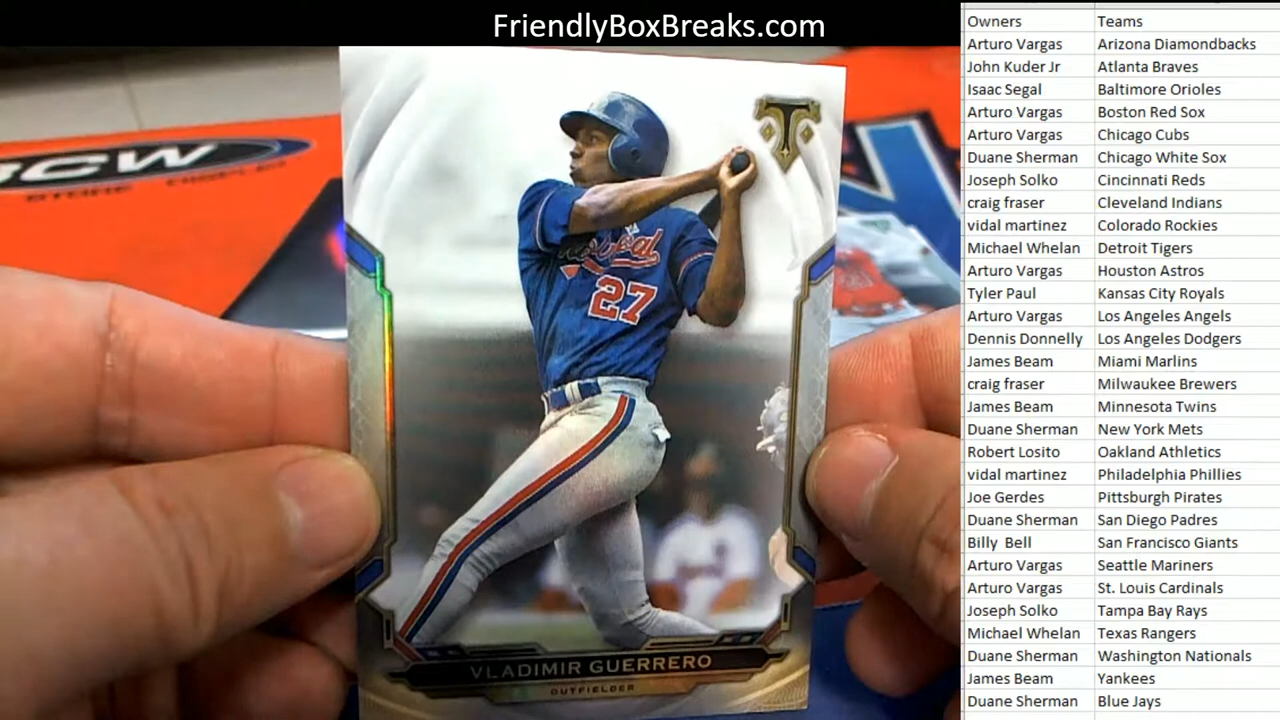 FriendlyBoxBreaks.com
BCW
T
27
VLADIMIR GUERRERO
OUTFIELDER
Owners Teams
Arturo Vargas Arizona Diamondbacks
John Kuder Jr Atlanta Braves
Isaac Segal Baltimore Orioles
Arturo Vargas Boston Red Sox
Arturo Vargas Chicago Cubs
Duane Sherman Chicago White Sox
Joseph Solko Cincinnati Reds
craig fraser Cleveland Indians
vidal martinez Colorado Rockies
Michael Whelan Detroit Tigers
Arturo Vargas Houston Astros
Tyler Paul Kansas City Royals
Arturo Vargas Los Angeles Angels
Dennis Donnelly Los Angeles Dodgers
James Beam Miami Marlins
craig fraser Milwaukee Brewers
James Beam Minnesota Twins
Duane Sherman New York Mets
Robert Losito Oakland Athletics
vidal martinez Philadelphia Phillies
Joe Gerdes Pittsburgh Pirates
Duane Sherman San Diego Padres
Billy Bell San Francisco Giants
Arturo Vargas Seattle Mariners
Arturo Vargas St. Louis Cardinals
Joseph Solko Tampa Bay Rays
Michael Whelan Texas Rangers
Duane Sherman Washington Nationals
James Beam Yankees
Duane Sherman Blue Jays